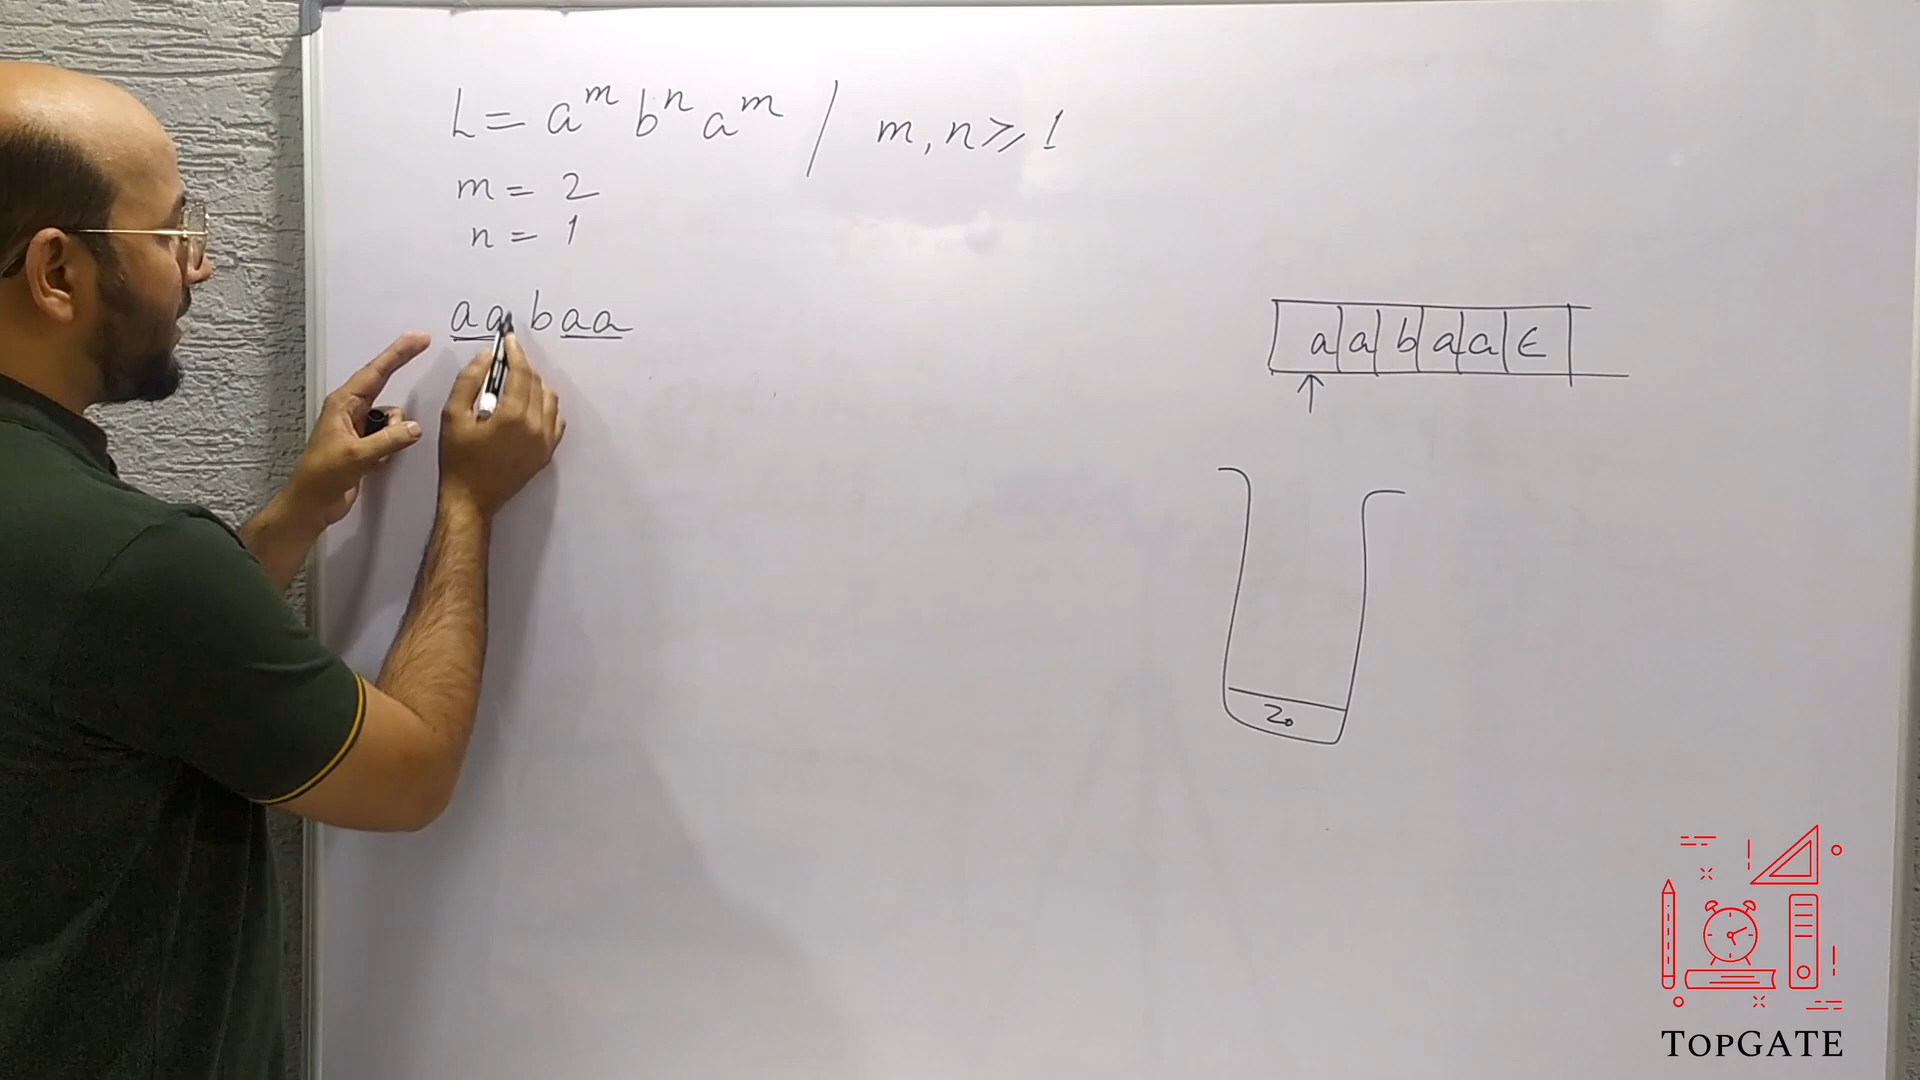 L = a^m b^n a^m / m, n ⩾ 1
m = 2
n = 1
aabaa
a a b a a ϵ
↑
Z₀
TOPGATE